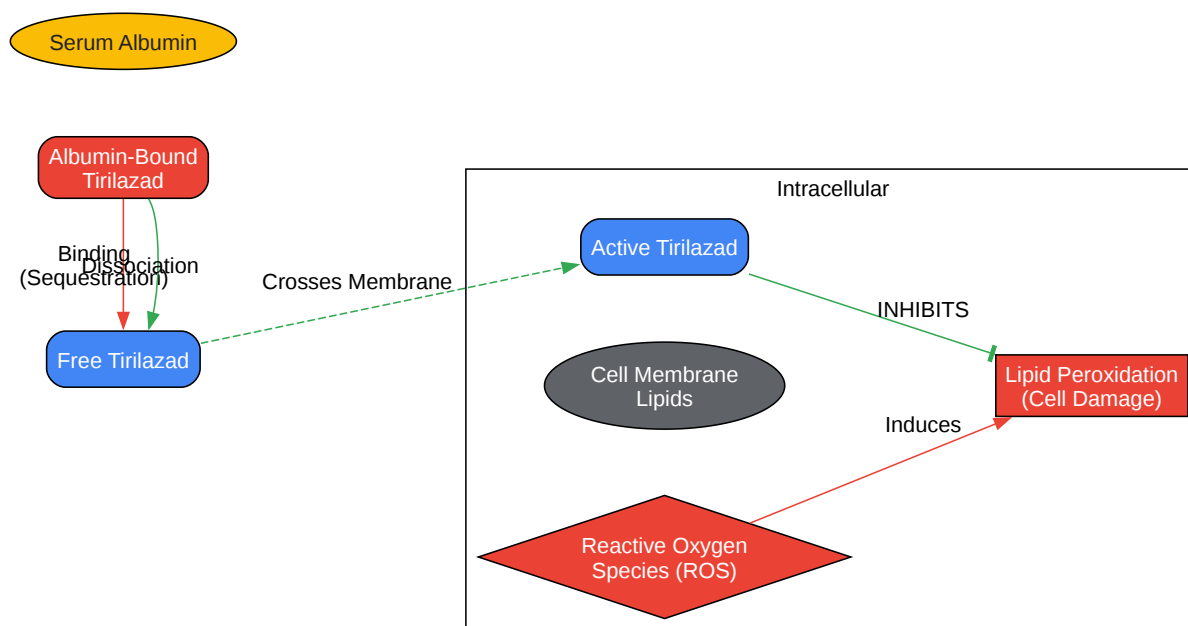 Serum Albumin
Albumin-Bound
Tirilazad
Binding
(Sequestration)
Dissociation
Free Tirilazad
Crosses Membrane
Intracellular
Active Tirilazad
INHIBITS
Cell Membrane
Lipids
Lipid Peroxidation
(Cell Damage)
Induces
Reactive Oxygen
Species (ROS)